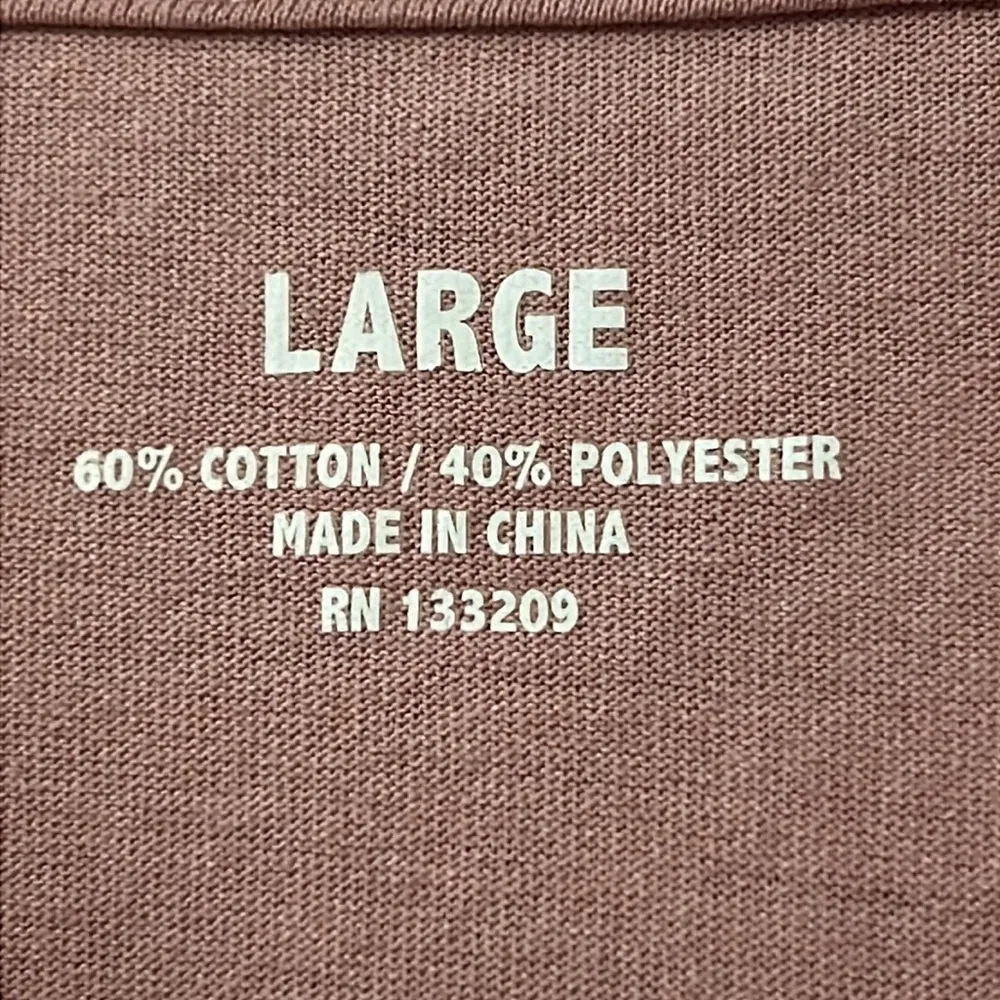 LARGE
60% COTTON / 40% POLYESTER
MADE IN CHINA
RN 133209